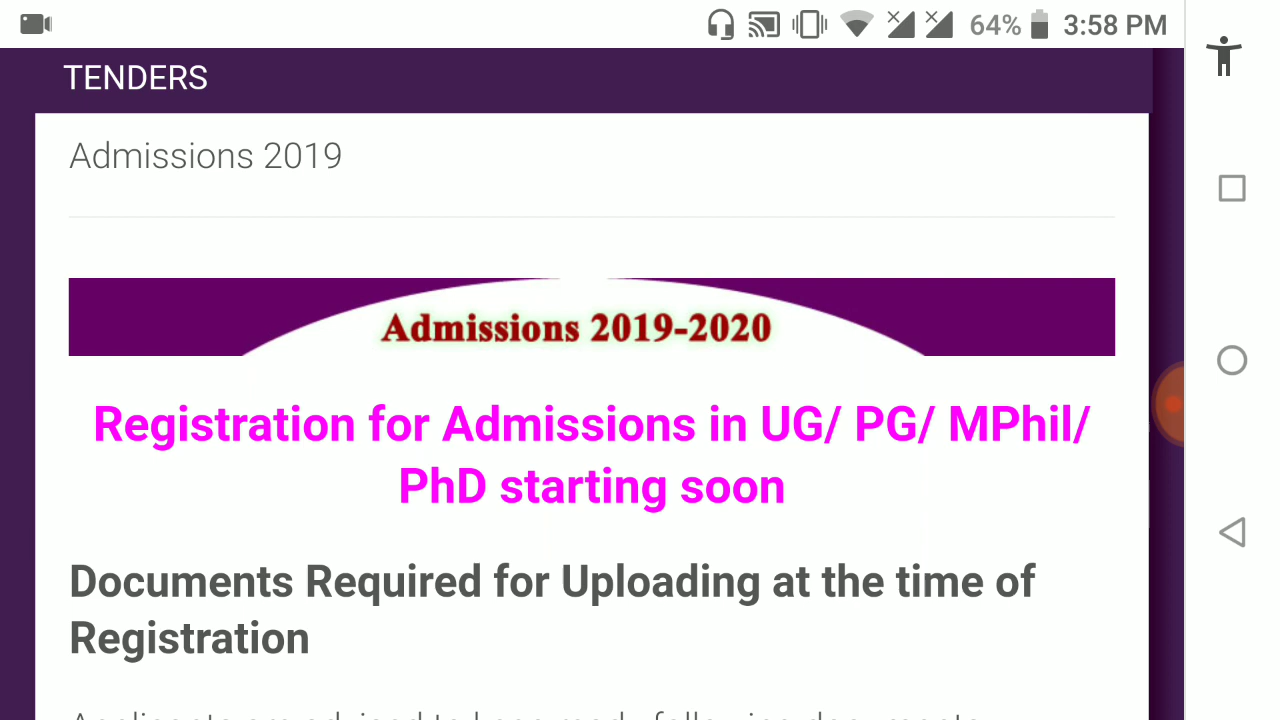 64% 3:58 PM
TENDERS
Admissions 2019
Admissions 2019-2020
Registration for Admissions in UG/ PG/ MPhil/
PhD starting soon
Documents Required for Uploading at the time of
Registration